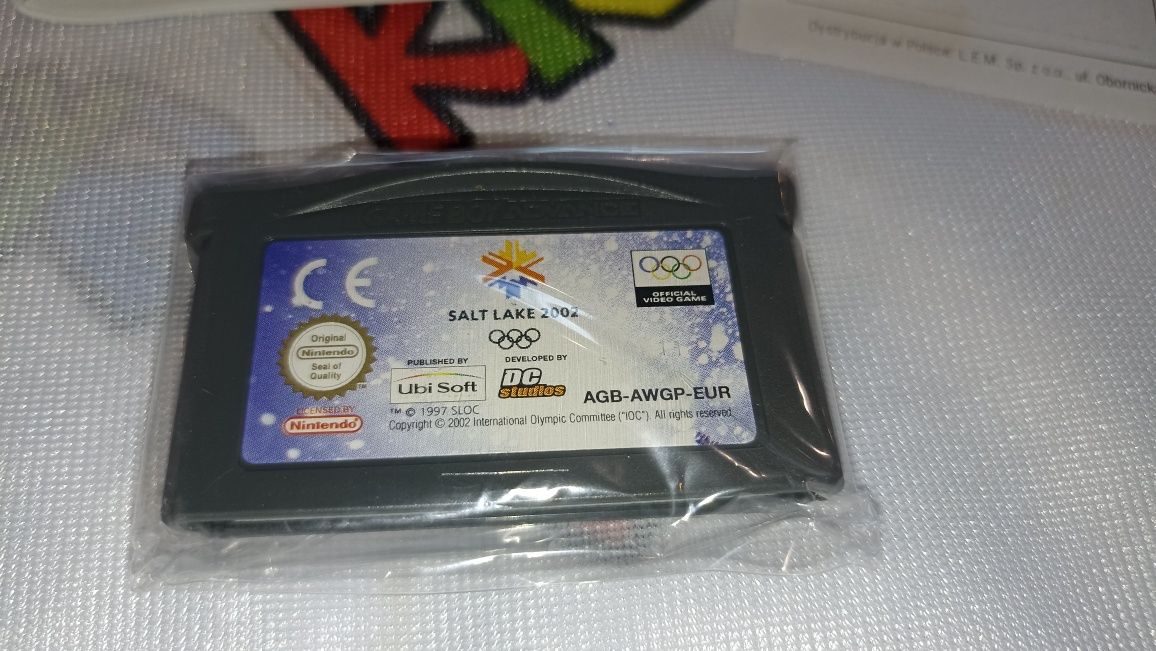 Dystrybucja w Polsce: L.E.M. Sp. z o.o., ul. Obornick
GAME BOY ADVANCE
CE
SALT LAKE 2002
OFFICIAL
VIDEO GAME
Original
Nintendo
Seal of
Quality
TM
LICENSED BY
Nintendo
PUBLISHED BY
Ubi Soft
DEVELOPED BY
DC
studios
AGB-AWGP-EUR
™ © 1997 SLOC
Copyright © 2002 International Olympic Committee ("IOC"). All rights reserved.